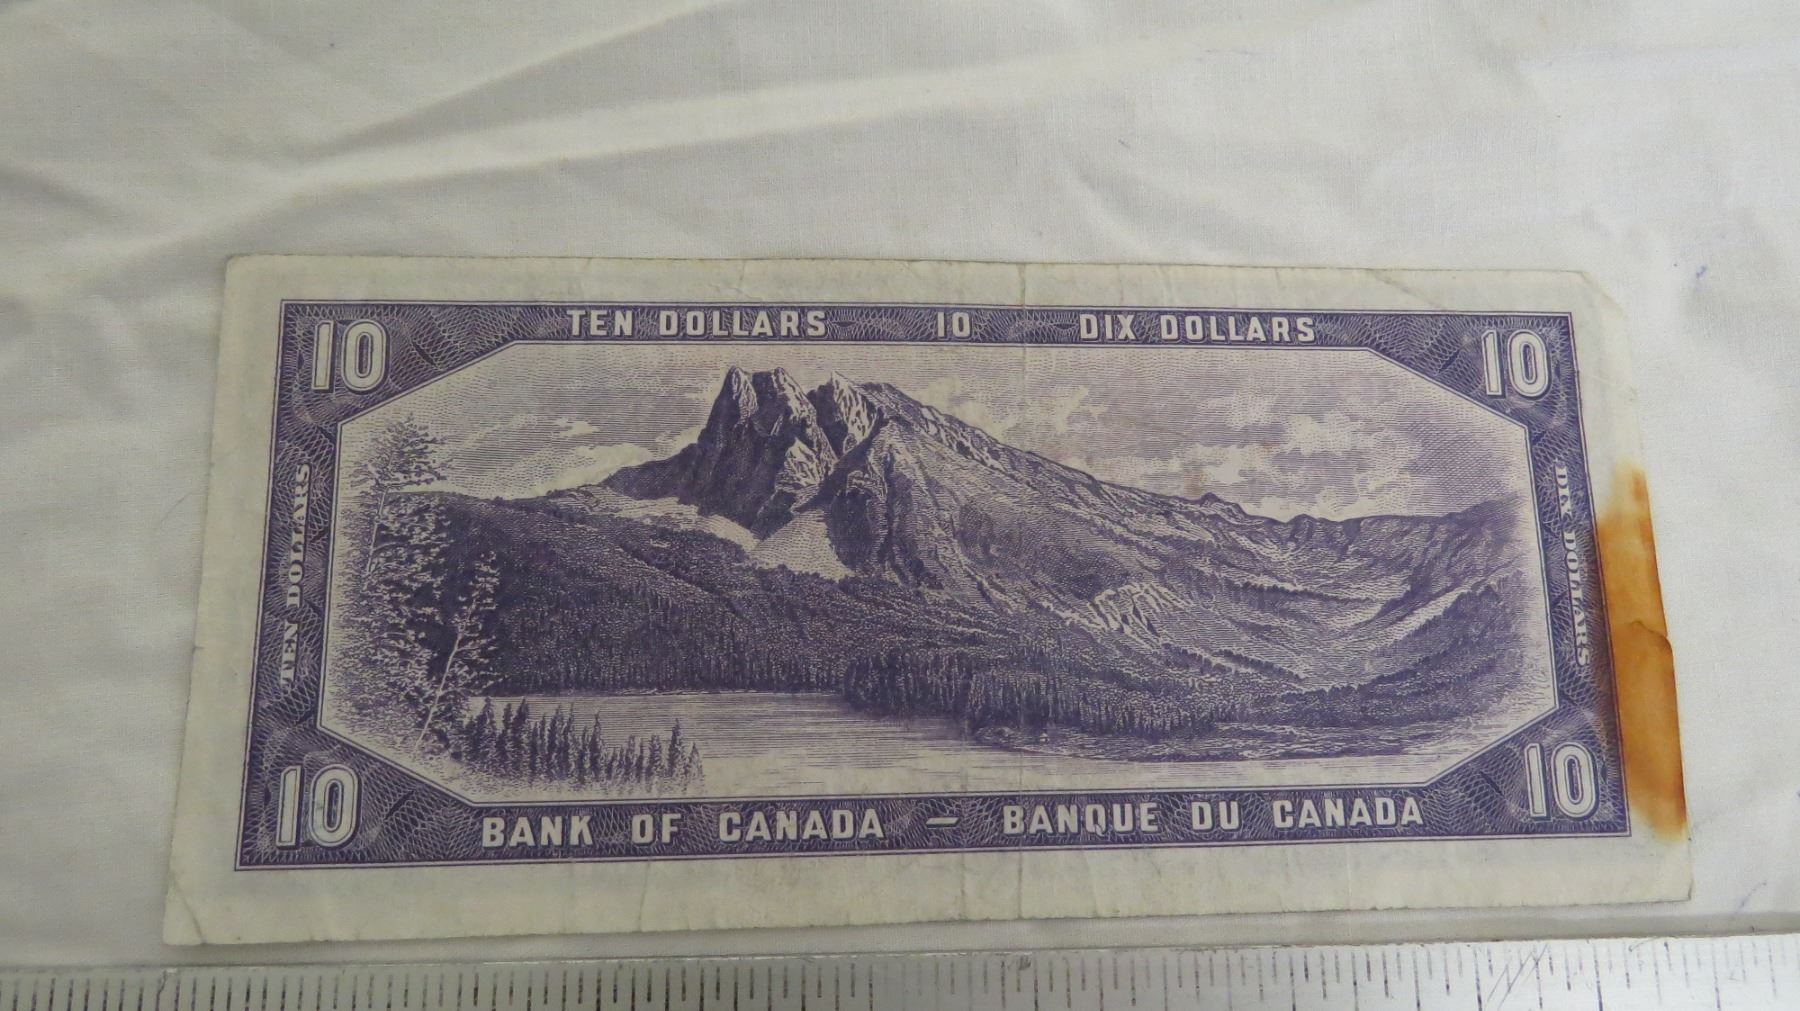 10 TEN DOLLARS 10 DIX DOLLARS 10
TEN DOLLARS
DIX DOLLARS
10 BANK OF CANADA - BANQUE DU CANADA 10